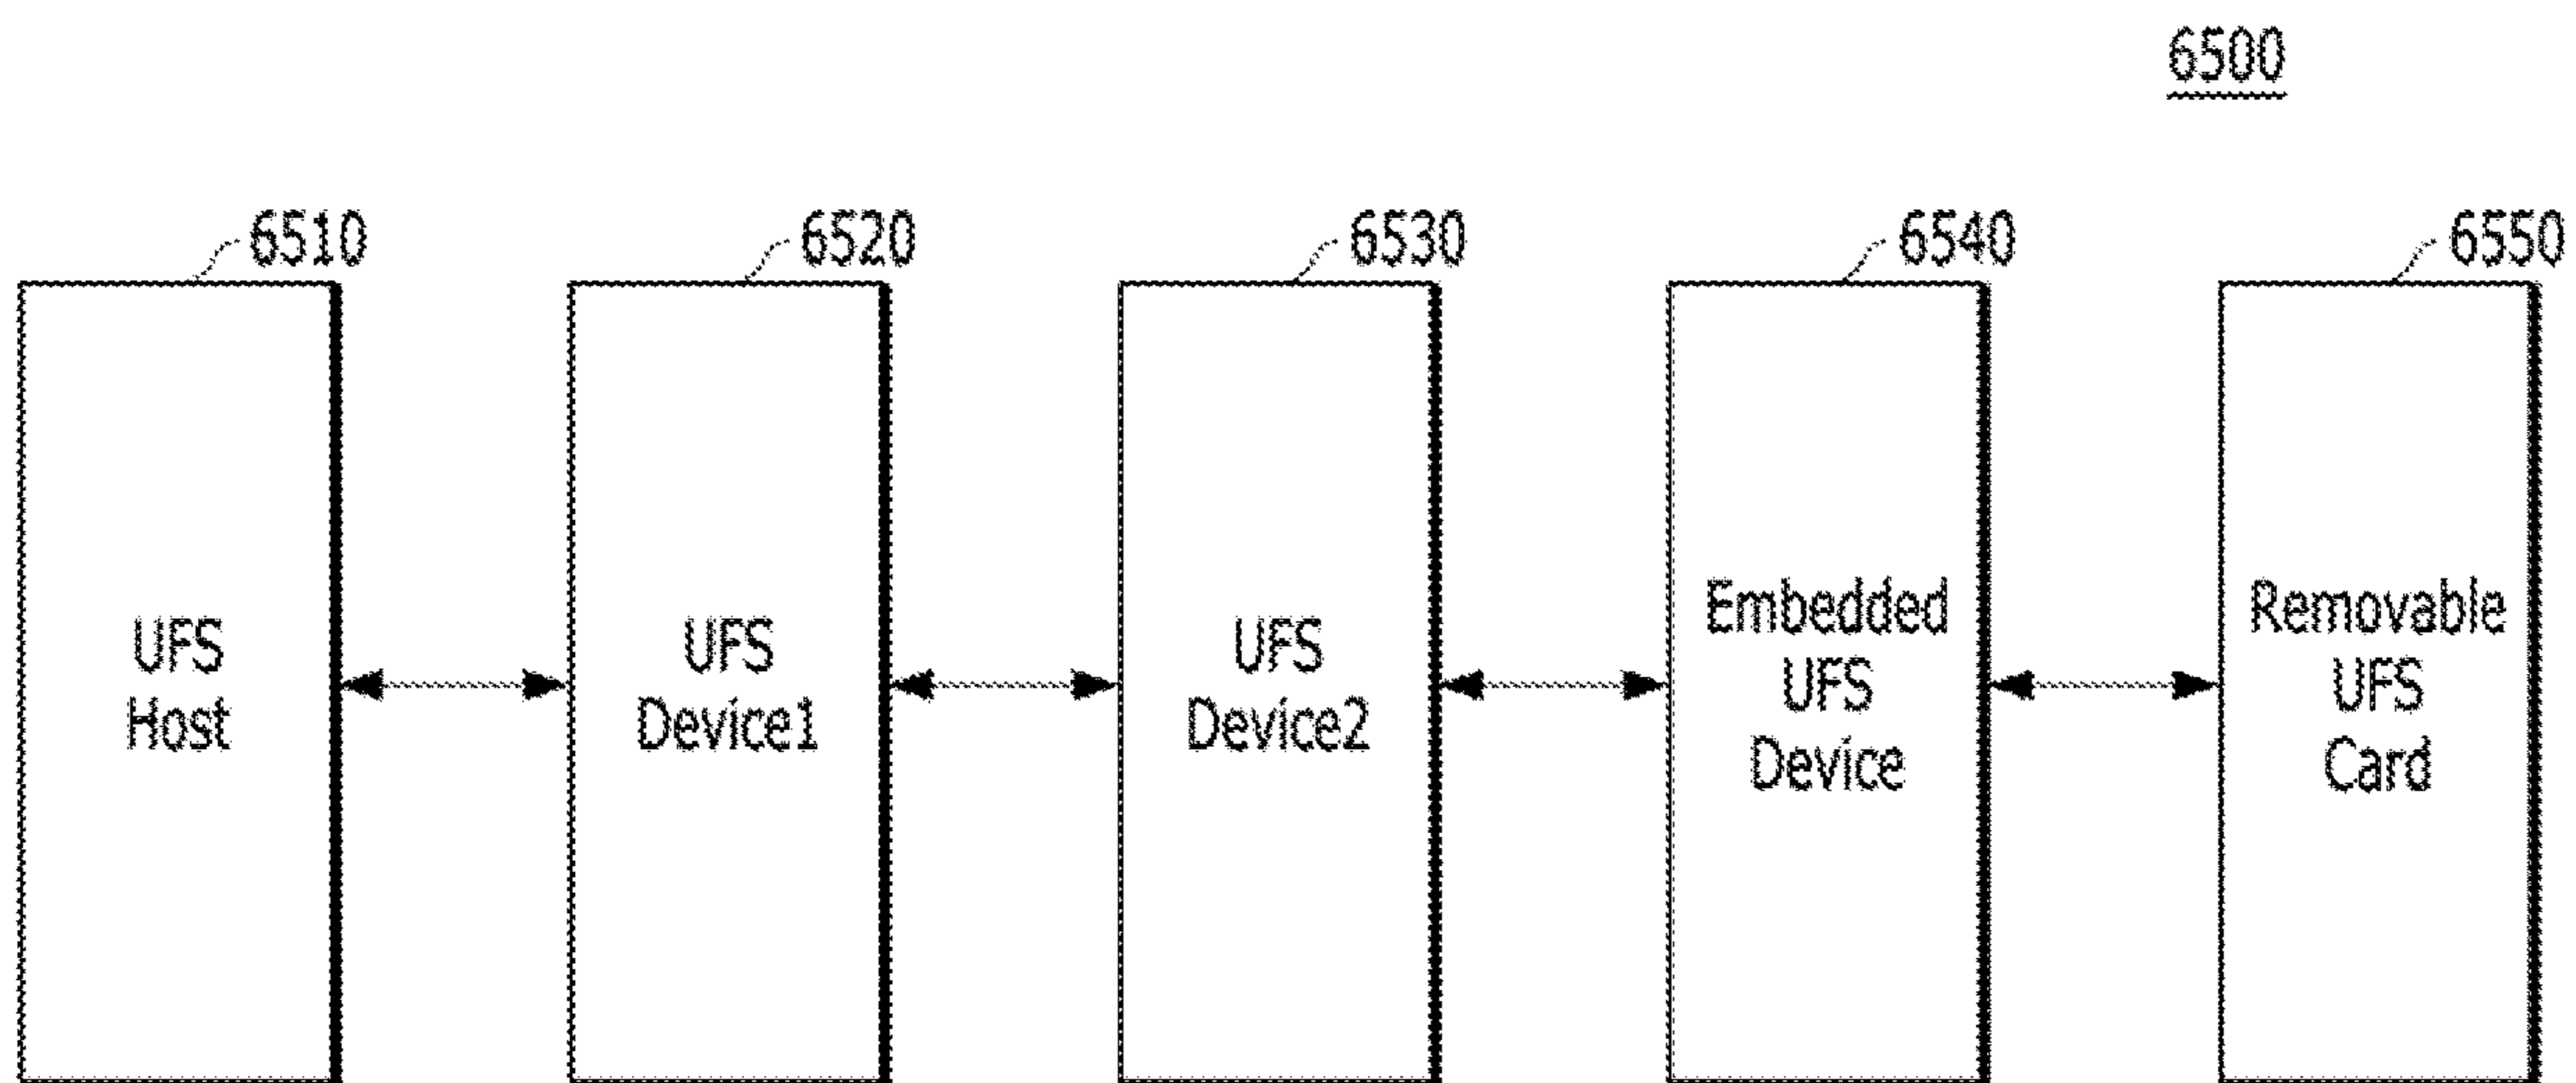 6500
6510
6520
6530
6540
6550
UFS
Host
UFS
Device1
UFS
Device2
Embedded
UFS
Device
Removable
UFS
Card